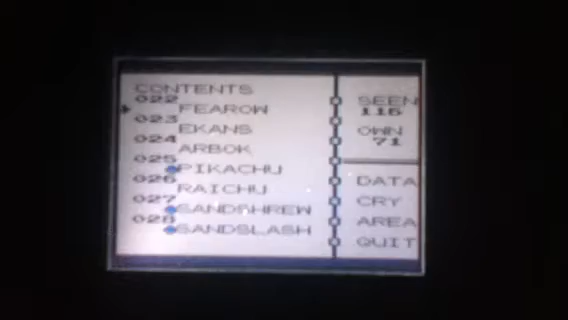 CONTENTS
022
FEAROW
023
EKANS
024
ARBOK
025
PIKACHU
026
RAICHU
027
SANDSHREW
028
SANDSLASH
SEEN
116
OWN
71
DATA
CRY
AREA
QUIT